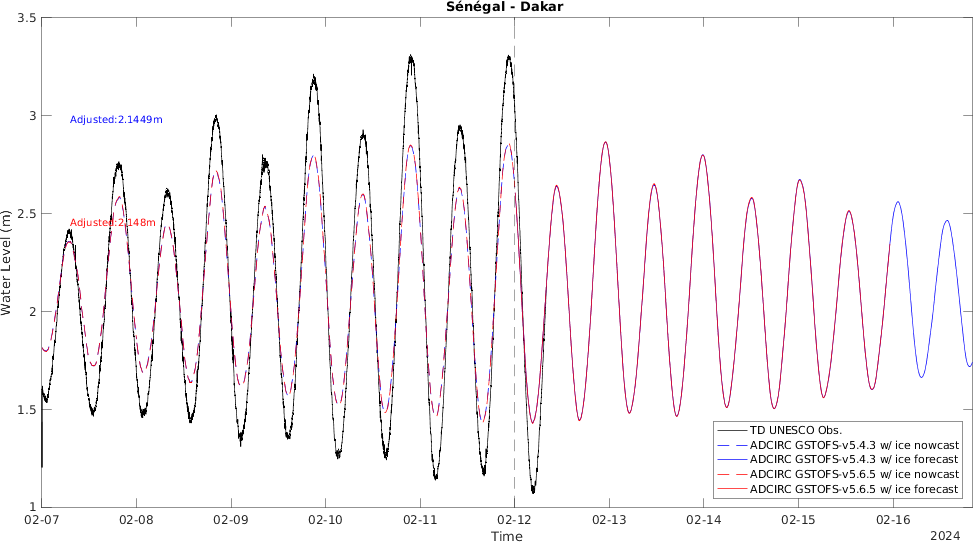 Sénégal - Dakar
3.5
3
2.5
2
1.5
1
Water Level (m)
Adjusted:2.1449m
Adjusted:2.148m
TD UNESCO Obs.
ADCIRC GSTOFS-v5.4.3 w/ ice nowcast
ADCIRC GSTOFS-v5.4.3 w/ ice forecast
ADCIRC GSTOFS-v5.6.5 w/ ice nowcast
ADCIRC GSTOFS-v5.6.5 w/ ice forecast
02-07 02-08 02-09 02-10 02-11 02-12 02-13 02-14 02-15 02-16
Time
2024